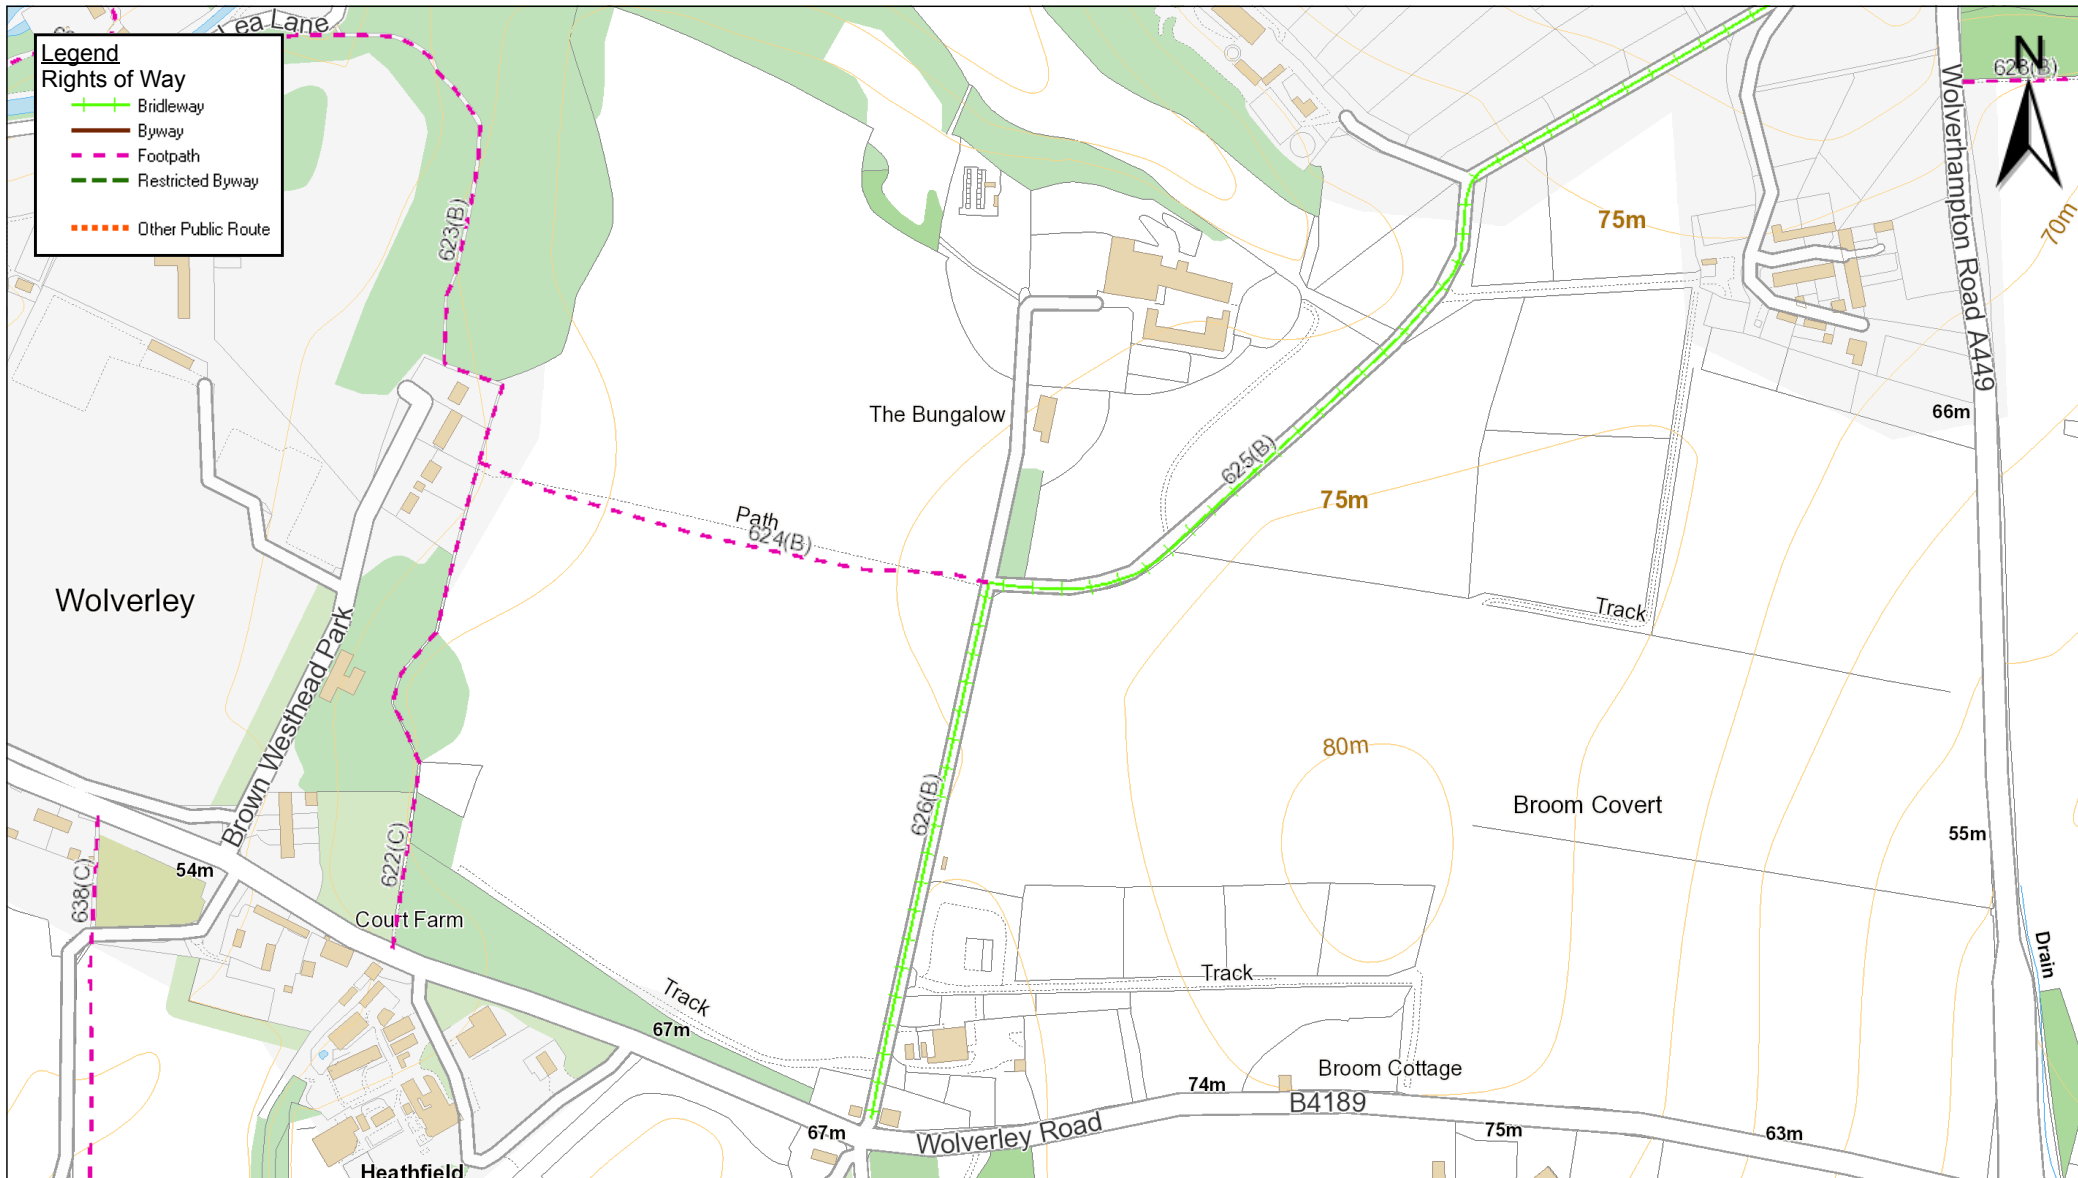 Lea Lane
Legend
Rights of Way
Bridleway
Byway
Footpath
Restricted Byway
Other Public Route
N
628(B)
Wolverhampton Road A449
75m
70m
623(B)
The Bungalow
66m
625(B)
75m
Path
624(B)
Wolverley
Track
Brown Westhead Park
80m
626(B)
Broom Covert
55m
54m
622(C)
638(C)
Court Farm
Drain
Track
Track
67m
Broom Cottage
74m
B4189
67m
Wolverley Road
75m
63m
Heathfield